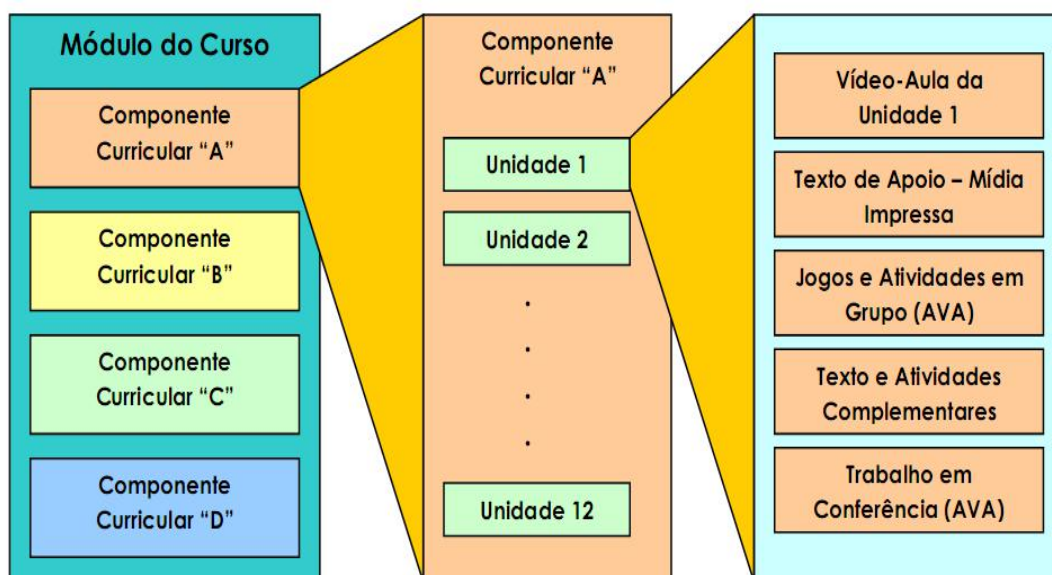 Módulo do Curso
Componente
Curricular “A”
Componente
Curricular “B”
Componente
Curricular “C”
Componente
Curricular “D”
Componente
Curricular “A”
Unidade 1
Unidade 2
.
.
.
.
Unidade 12
Vídeo-Aula da
Unidade 1
Texto de Apoio – Mídia
Impressa
Jogos e Atividades em
Grupo (AVA)
Texto e Atividades
Complementares
Trabalho em
Conferência (AVA)